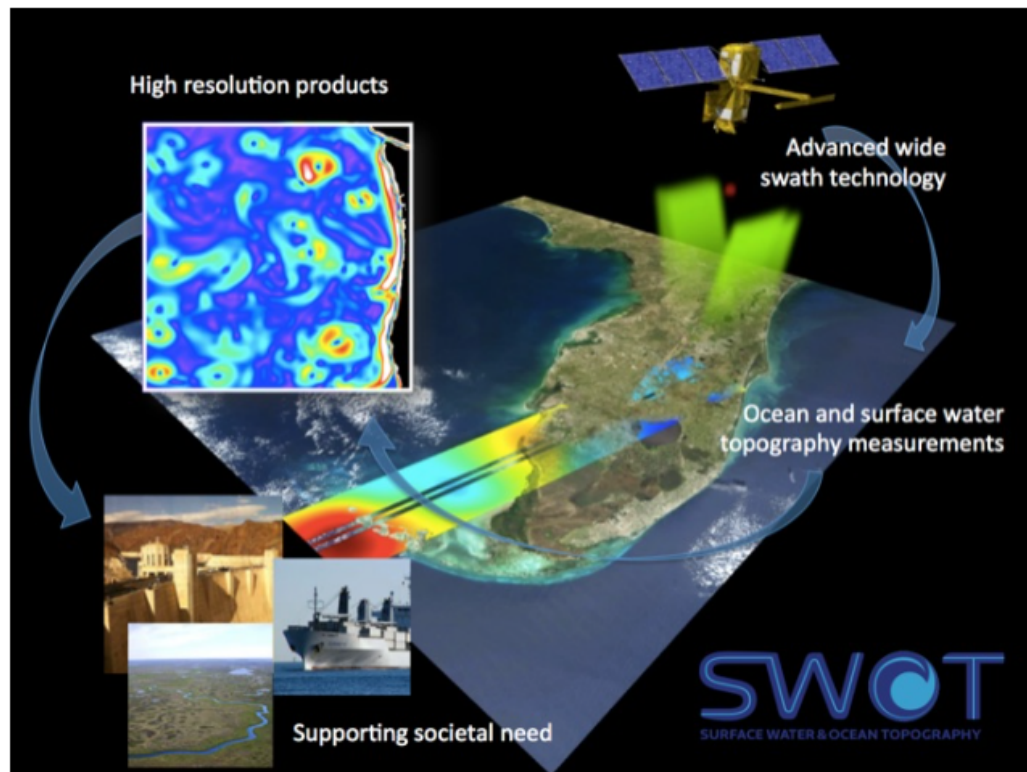 High resolution products
Advanced wide
swath technology
Ocean and surface water
topography measurements
Supporting societal need
SWOT
SURFACE WATER & OCEAN TOPOGRAPHY